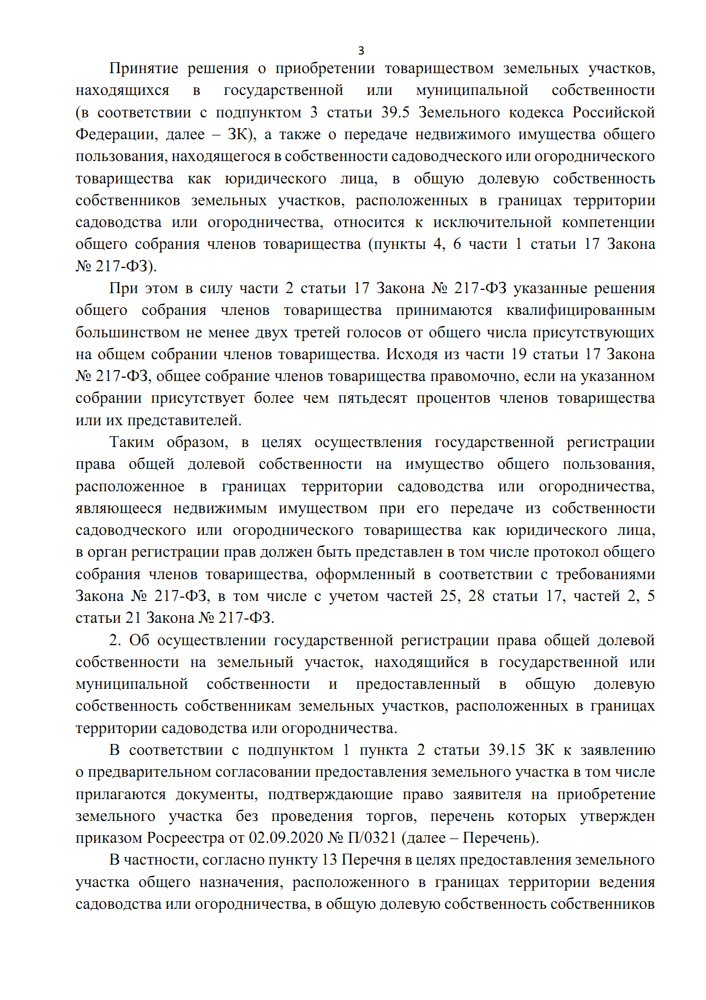 3
Принятие решения о приобретении товариществом земельных участков,
находящихся в государственной или муниципальной собственности
(в соответствии с подпунктом 3 статьи 39.5 Земельного кодекса Российской
Федерации, далее – ЗК), а также о передаче недвижимого имущества общего
пользования, находящегося в собственности садоводческого или огороднического
товарищества как юридического лица, в общую долевую собственность
собственников земельных участков, расположенных в границах территории
садоводства или огородничества, относится к исключительной компетенции
общего собрания членов товарищества (пункты 4, 6 части 1 статьи 17 Закона
№ 217-ФЗ).
При этом в силу части 2 статьи 17 Закона № 217-ФЗ указанные решения
общего собрания членов товарищества принимаются квалифицированным
большинством не менее двух третей голосов от общего числа присутствующих
на общем собрании членов товарищества. Исходя из части 19 статьи 17 Закона
№ 217-ФЗ, общее собрание членов товарищества правомочно, если на указанном
собрании присутствует более чем пятьдесят процентов членов товарищества
или их представителей.
Таким образом, в целях осуществления государственной регистрации
права общей долевой собственности на имущество общего пользования,
расположенное в границах территории садоводства или огородничества,
являющееся недвижимым имуществом при его передаче из собственности
садоводческого или огороднического товарищества как юридического лица,
в орган регистрации прав должен быть представлен в том числе протокол общего
собрания членов товарищества, оформленный в соответствии с требованиями
Закона № 217-ФЗ, в том числе с учетом частей 25, 28 статьи 17, частей 2, 5
статьи 21 Закона № 217-ФЗ.
2. Об осуществлении государственной регистрации права общей долевой
собственности на земельный участок, находящийся в государственной или
муниципальной собственности и предоставленный в общую долевую
собственность собственникам земельных участков, расположенных в границах
территории садоводства или огородничества.
В соответствии с подпунктом 1 пункта 2 статьи 39.15 ЗК к заявлению
о предварительном согласовании предоставления земельного участка в том числе
прилагаются документы, подтверждающие право заявителя на приобретение
земельного участка без проведения торгов, перечень которых утвержден
приказом Росреестра от 02.09.2020 № П/0321 (далее – Перечень).
В частности, согласно пункту 13 Перечня в целях предоставления земельного
участка общего назначения, расположенного в границах территории ведения
садоводства или огородничества, в общую долевую собственность собственников